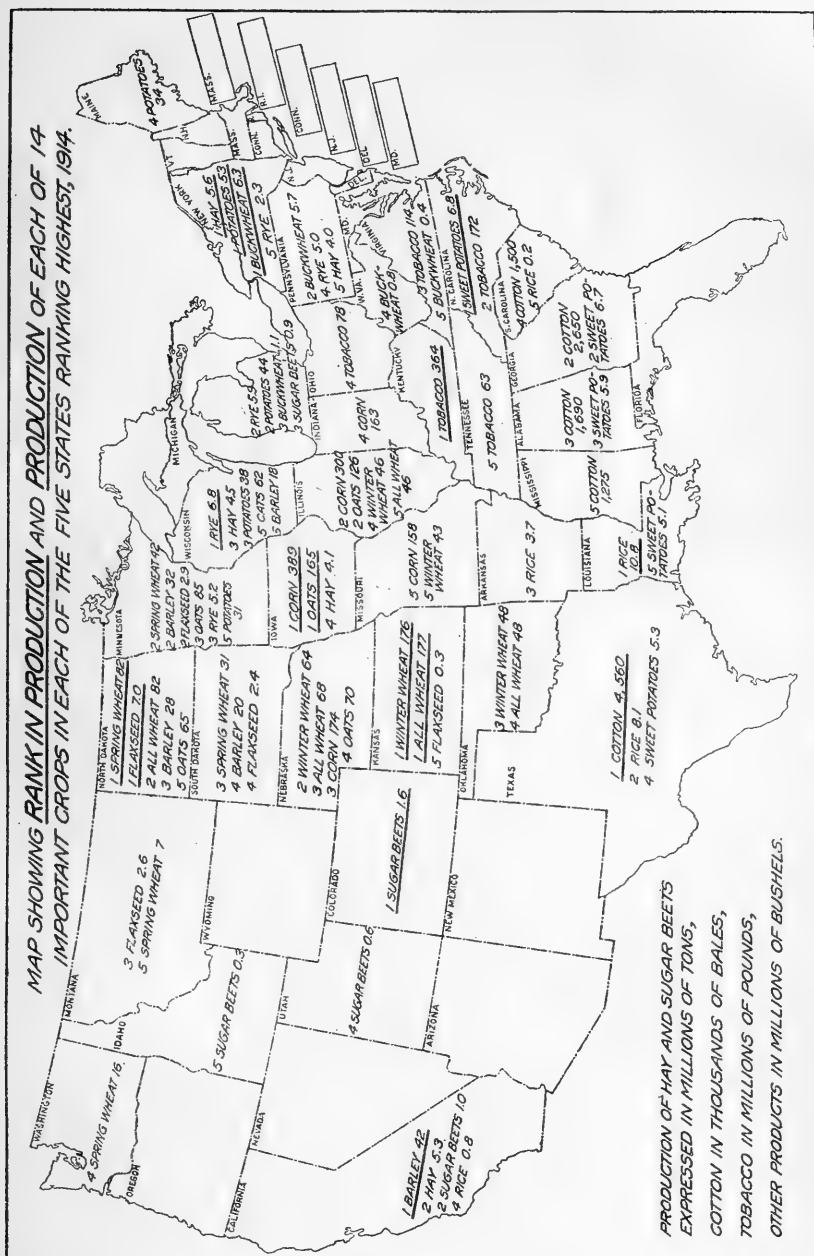 MAP SHOWING RANK IN PRODUCTION AND PRODUCTION OF EACH OF 14
IMPORTANT CROPS IN EACH OF THE FIVE STATES RANKING HIGHEST, 1914.
WASHINGTON
4 SPRING WHEAT 16
OREGON
CALIFORNIA
1 BARLEY 42
2 HAY 5.3
2 SUGAR BEETS 1.0
4 RICE 0.8
NEVADA
IDAHO
5 SUGAR BEETS 0.3
MONTANA
3 FLAXSEED 2.6
5 SPRING WHEAT 7
WYOMING
UTAH
4 SUGAR BEETS 0.6
ARIZONA
COLORADO
1 SUGAR BEETS 1.6
NEW MEXICO
NORTH DAKOTA
1 SPRING WHEAT 82
1 FLAXSEED 7.0
2 ALL WHEAT 82
3 BARLEY 28
5 OATS 65
SOUTH DAKOTA
3 SPRING WHEAT 31
4 BARLEY 20
4 FLAXSEED 2.4
NEBRASKA
2 WINTER WHEAT 64
3 ALL WHEAT 68
3 CORN 174
4 OATS 70
KANSAS
1 WINTER WHEAT 176
1 ALL WHEAT 177
5 FLAXSEED 0.3
OKLAHOMA
3 WINTER WHEAT 48
4 ALL WHEAT 48
TEXAS
1 COTTON 4,560
2 RICE 8.1
4 SWEET POTATOES 5.3
MINNESOTA
2 SPRING WHEAT 42
2 BARLEY 32
2 FLAXSEED 2.9
3 OATS 85
3 RYE 5.2
5 POTATOES
31
IOWA
1 CORN 389
1 OATS 165
4 HAY 4.1
MISSOURI
5 CORN 158
5 WINTER
WHEAT 43
ARKANSAS
3 RICE 3.7
LOUISIANA
1 RICE
10.8
5 SWEET PO-
TATOES 5.1
WISCONSIN
1 RYE 6.8
3 HAY 4.5
3 POTATOES 38
5 OATS 62
5 BARLEY 18
ILLINOIS
2 CORN 300
2 OATS 126
4 WINTER
WHEAT 46
5 ALL WHEAT
46
MICHIGAN
2 RYE 5.9
2 POTATOES 44
3 BUCKWHEAT 1.1
3 SUGAR BEETS 0.9
INDIANA
4 CORN
163
OHIO
4 TOBACCO 78
KENTUCKY
1 TOBACCO 364
TENNESSEE
5 TOBACCO 63
MISSISSIPPI
5 COTTON
1,275
ALABAMA
3 COTTON
1,690
3 SWEET PO-
TATOES 5.9
GEORGIA
2 COTTON
2,650
2 SWEET PO-
TATOES 6.7
FLORIDA
S. CAROLINA
4 COTTON 1,500
5 RICE 0.2
N. CAROLINA
1 SWEET POTATOES 6.8
2 TOBACCO 172
VIRGINIA
3 TOBACCO 114
5 BUCKWHEAT 0.4
W. VA.
4 BUCK-
WHEAT 0.8
MD.
DEL.
N.J.
PENNSYLVANIA
2 BUCKWHEAT 5.7
4 RYE 5.0
5 HAY 4.0
NEW YORK
1 HAY 5.6
1 POTATOES 53
1 BUCKWHEAT 6.3
5 RYE 2.3
VT.
N.H.
MASS.
CONN.
R.I.
MAINE
4 POTATOES
34
MASS.
R.I.
CONN.
N.J.
DEL.
MD.
PRODUCTION OF HAY AND SUGAR BEETS
EXPRESSED IN MILLIONS OF TONS,
COTTON IN THOUSANDS OF BALES,
TOBACCO IN MILLIONS OF POUNDS,
OTHER PRODUCTS IN MILLIONS OF BUSHELS.